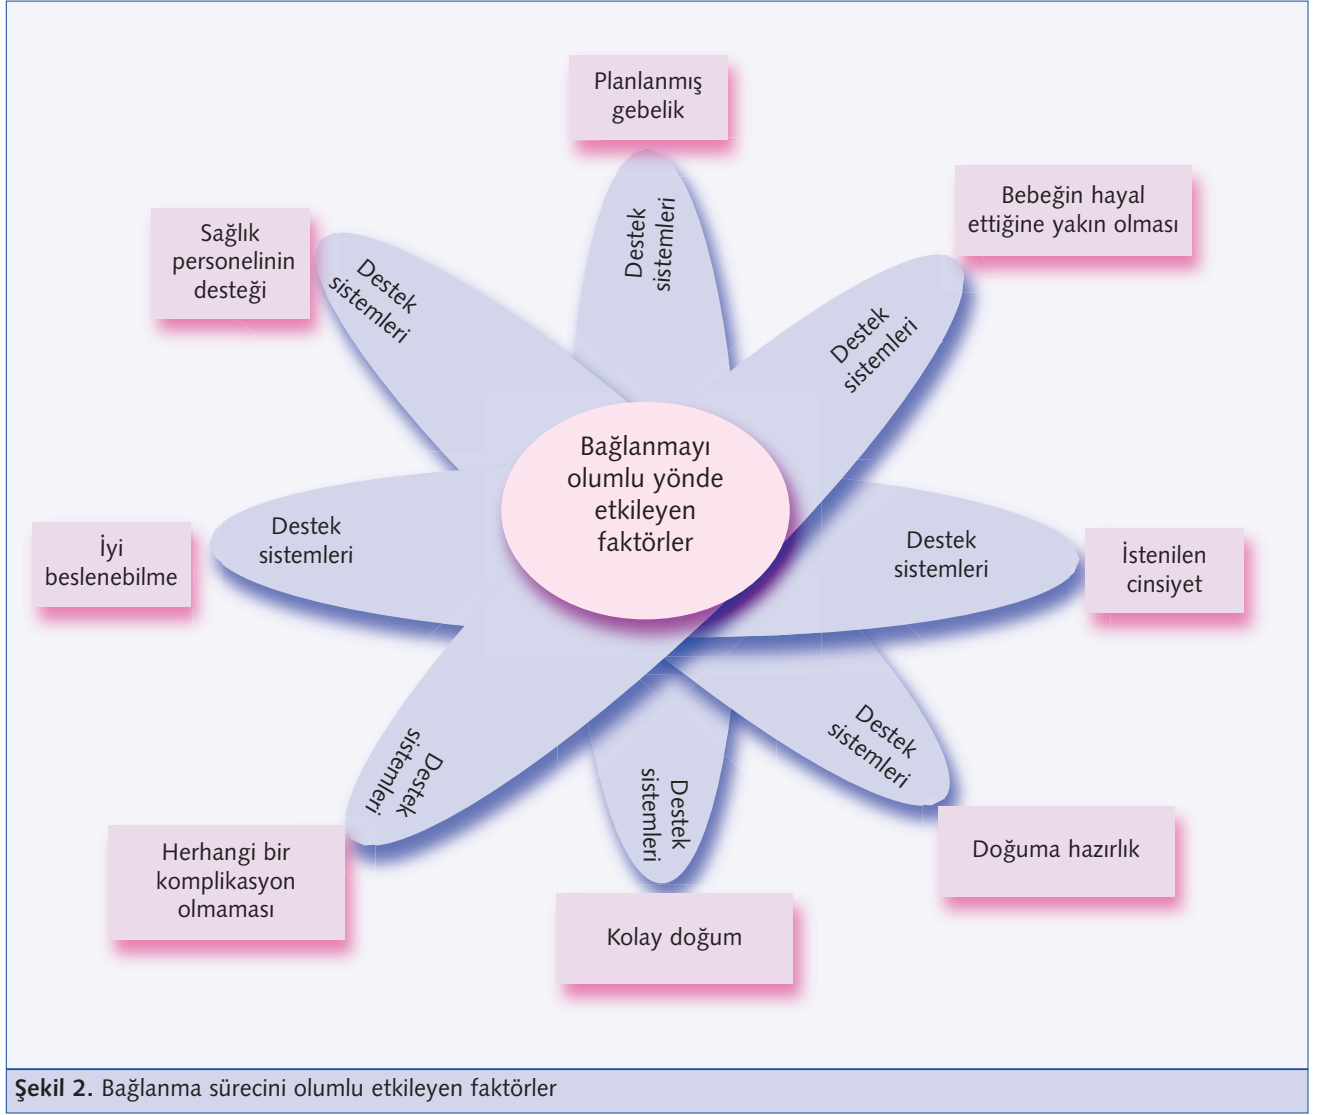 Planlanmış
gebelik
Destek
sistemleri
Bebeğin hayal
ettiğine yakın olması
Destek
sistemleri
Sağlık
personelinin
desteği
Destek
sistemleri
Bağlanmayı
olumlu yönde
etkileyen
faktörler
İyi
beslenebilme
Destek
sistemleri
Destek
sistemleri
İstenilen
cinsiyet
Destek
sistemleri
Herhangi bir
komplikasyon
olmaması
Destek
sistemleri
Kolay doğum
Destek
sistemleri
Doğuma hazırlık
Şekil 2. Bağlanma sürecini olumlu etkileyen faktörler